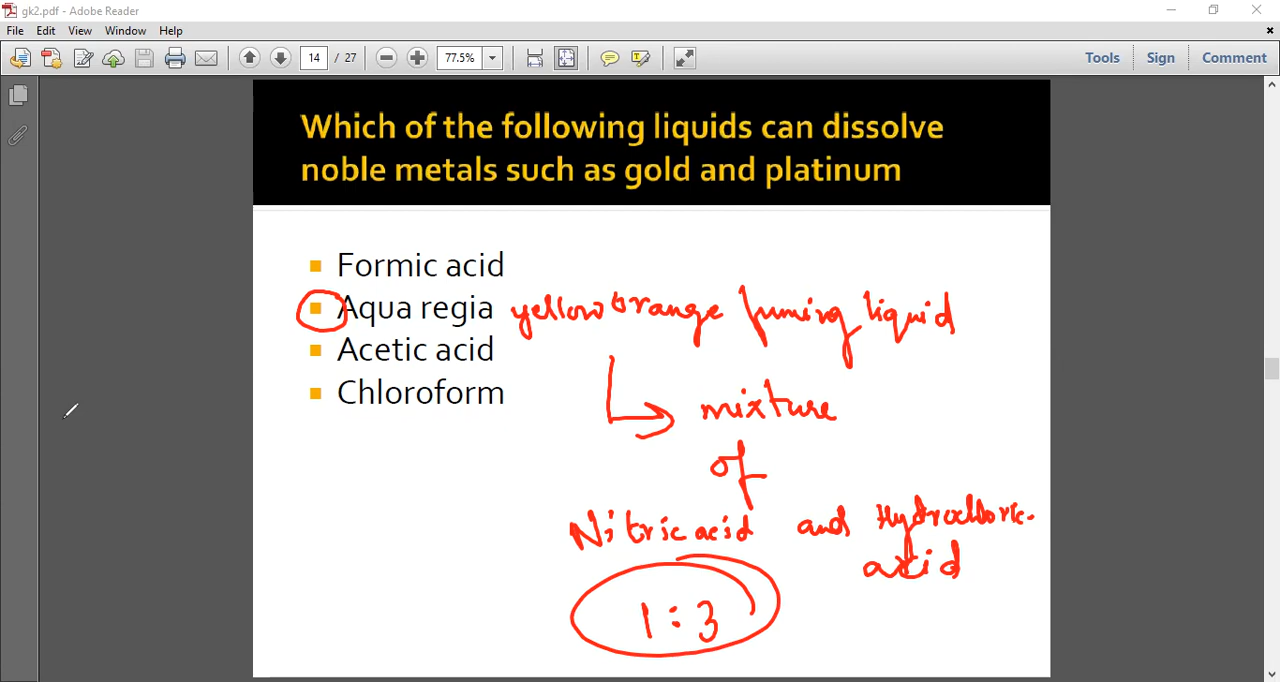 gk2.pdf - Adobe Reader
File Edit View Window Help
14 / 27 77.5% Tools Sign Comment
Which of the following liquids can dissolve
noble metals such as gold and platinum
Formic acid
Aqua regia yellow orange fuming liquid
Acetic acid
Chloroform
mixture
of
Nitric acid and Hydrochloric
acid
1 : 3